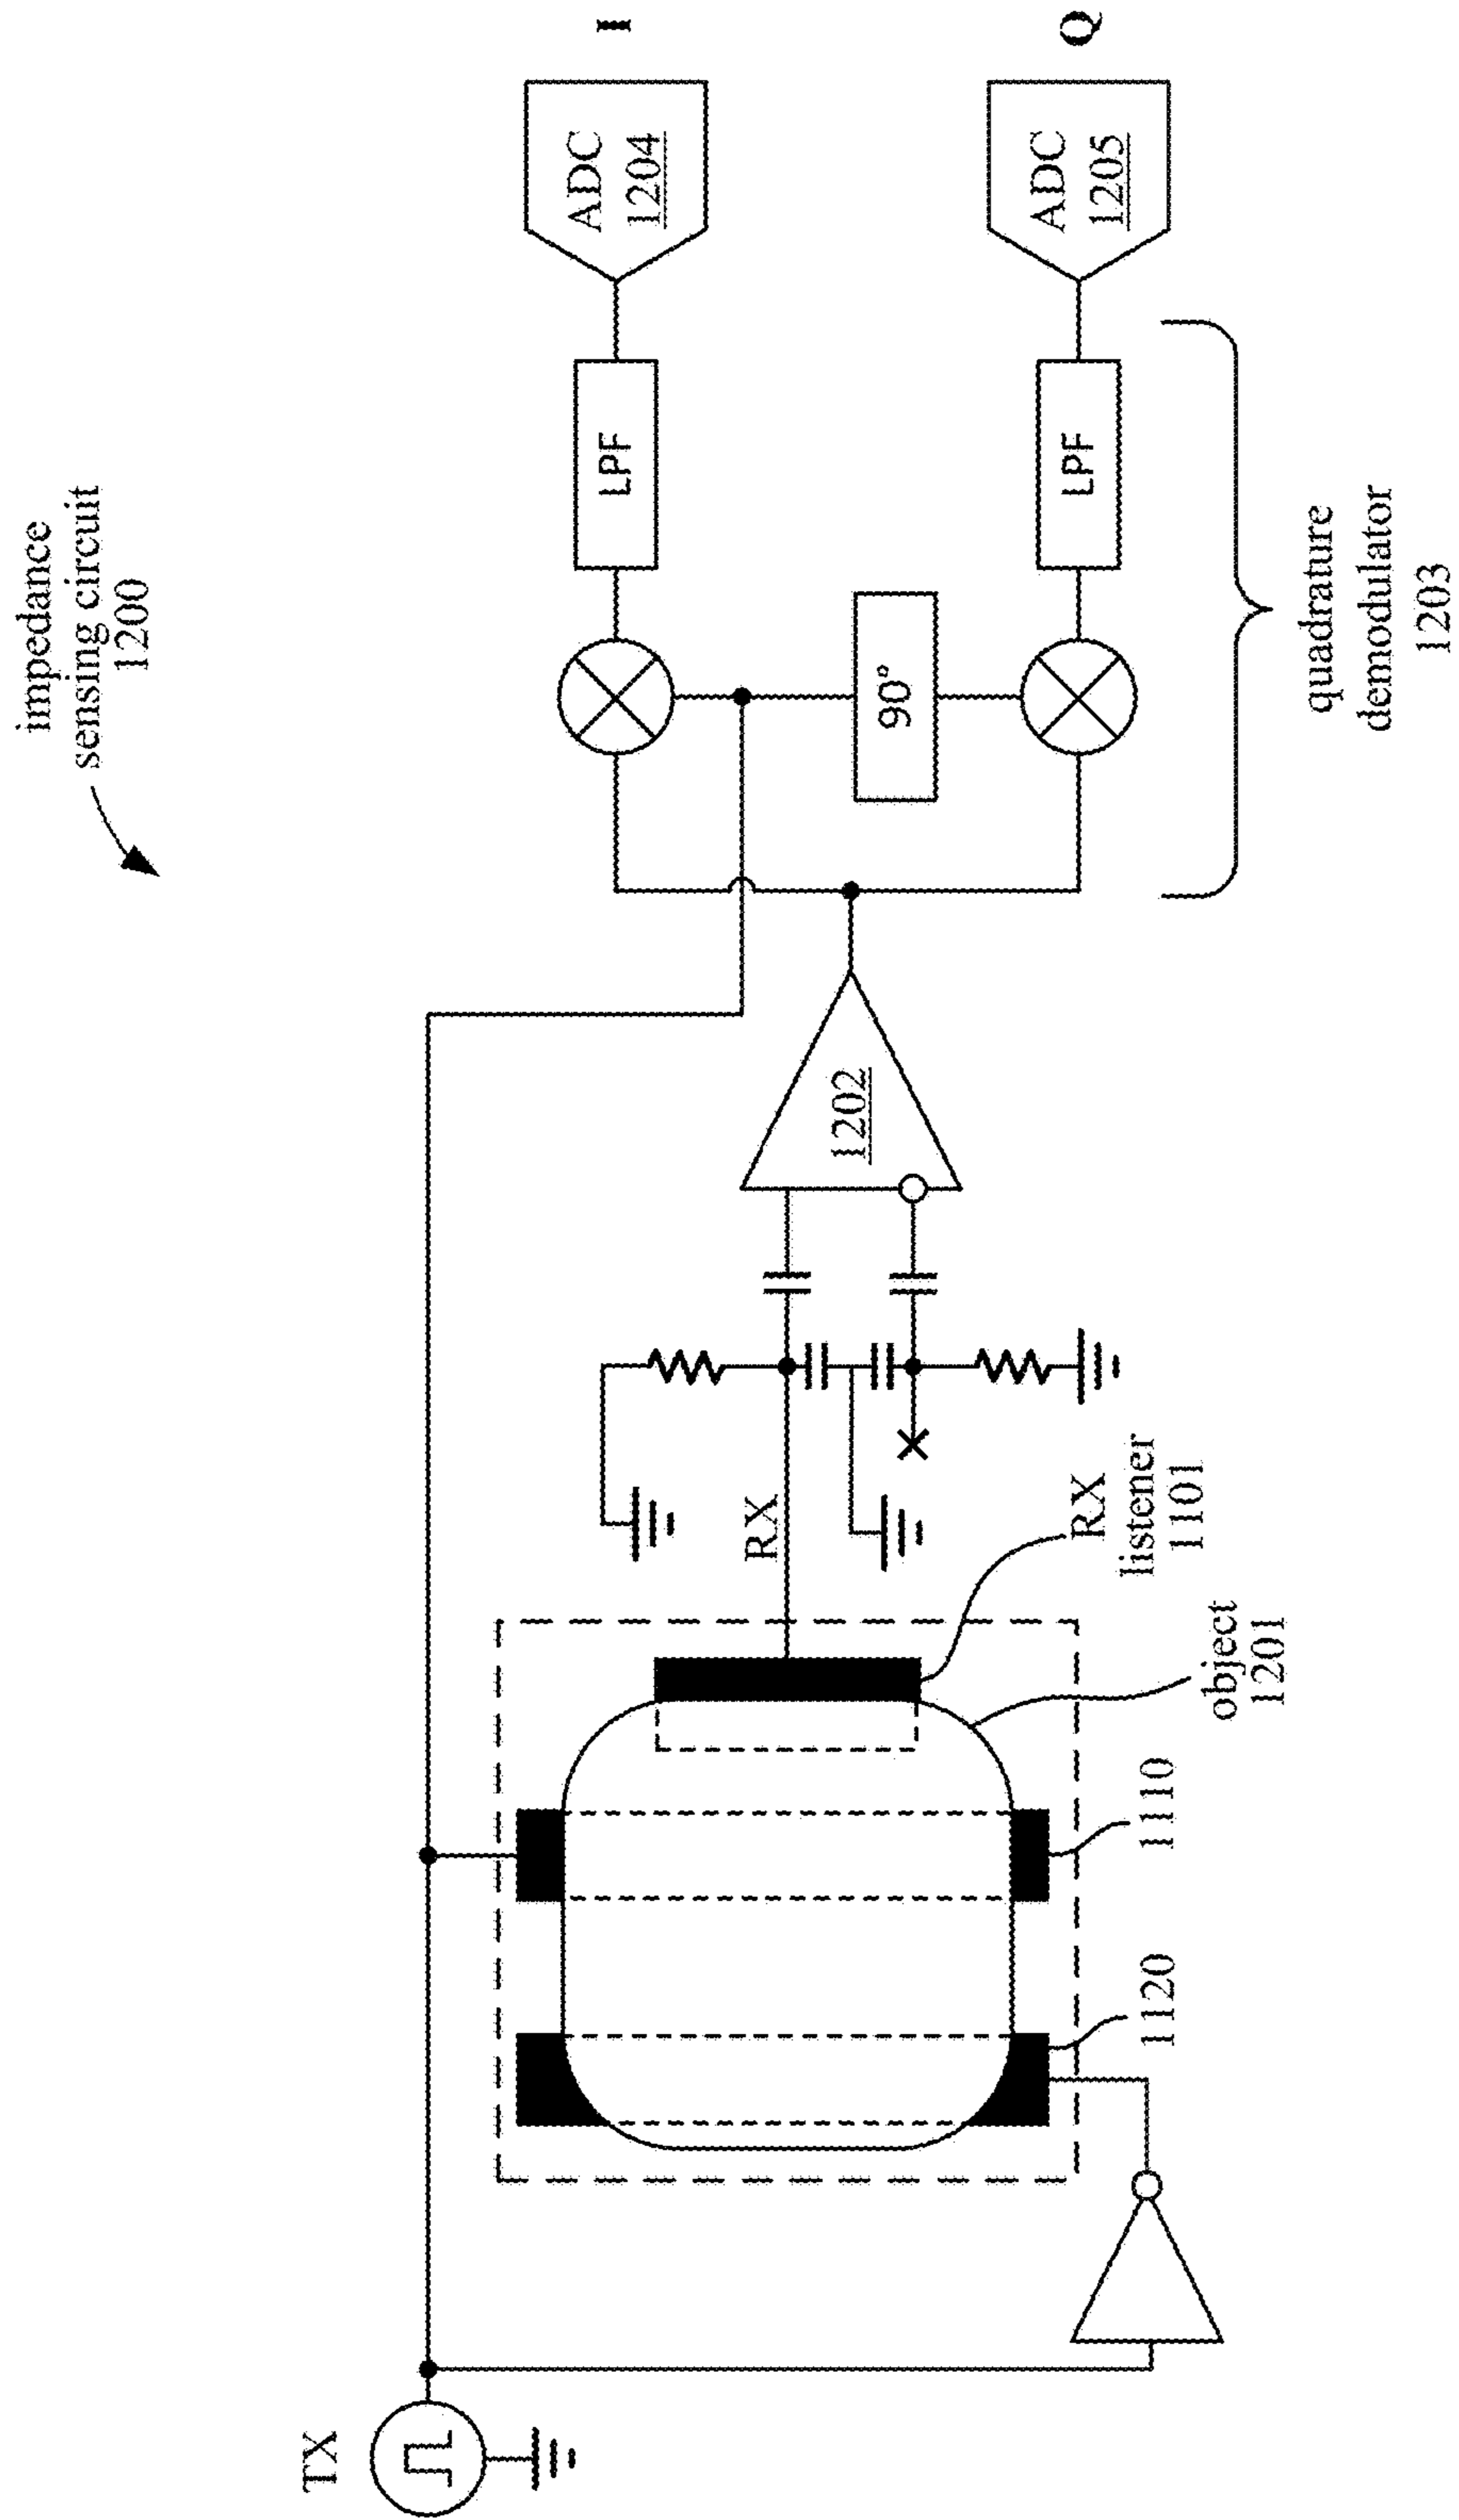 impedance
sensing circuit
1200
TX
1120
1110
object
1201
RX
listener
1101
RX
1202
90°
LPF
LPF
ADC
1204
ADC
1205
I
Q
quadrature
demodulator
1203